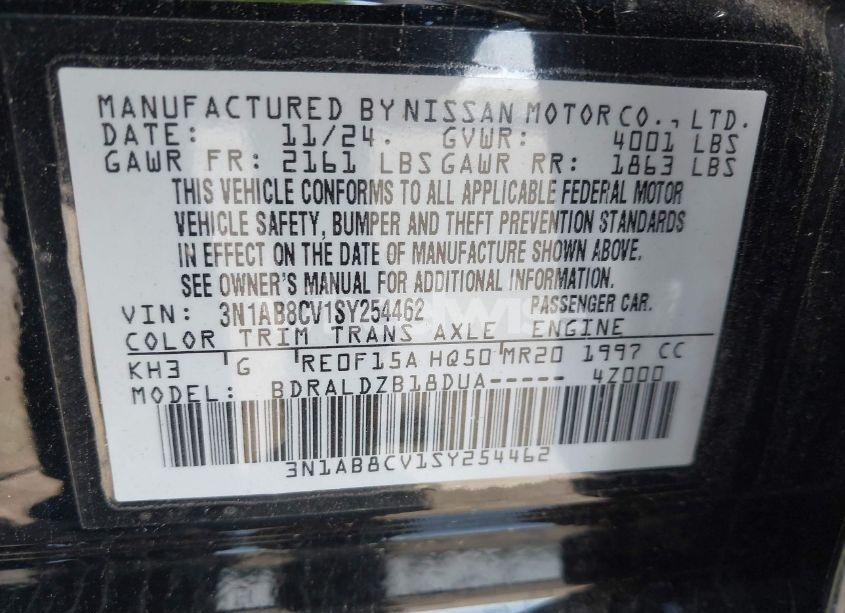 MANUFACTURED BY NISSAN MOTOR CO., LTD.
DATE: 11/24. GVWR: 4001 LBS
GAWR FR: 2161 LBS GAWR RR: 1863 LBS
THIS VEHICLE CONFORMS TO ALL APPLICABLE FEDERAL MOTOR
VEHICLE SAFETY, BUMPER AND THEFT PREVENTION STANDARDS
IN EFFECT ON THE DATE OF MANUFACTURE SHOWN ABOVE.
SEE OWNER'S MANUAL FOR ADDITIONAL INFORMATION.
VIN: 3N1AB8CV1SY254462 PASSENGER CAR.
COLOR TRIM TRANS AXLE ENGINE
KH3 G RE0F15A HQ50 MR20 1997 CC
MODEL: BDRALDZB18DUA----- 4Z000
3N1AB8CV1SY254462